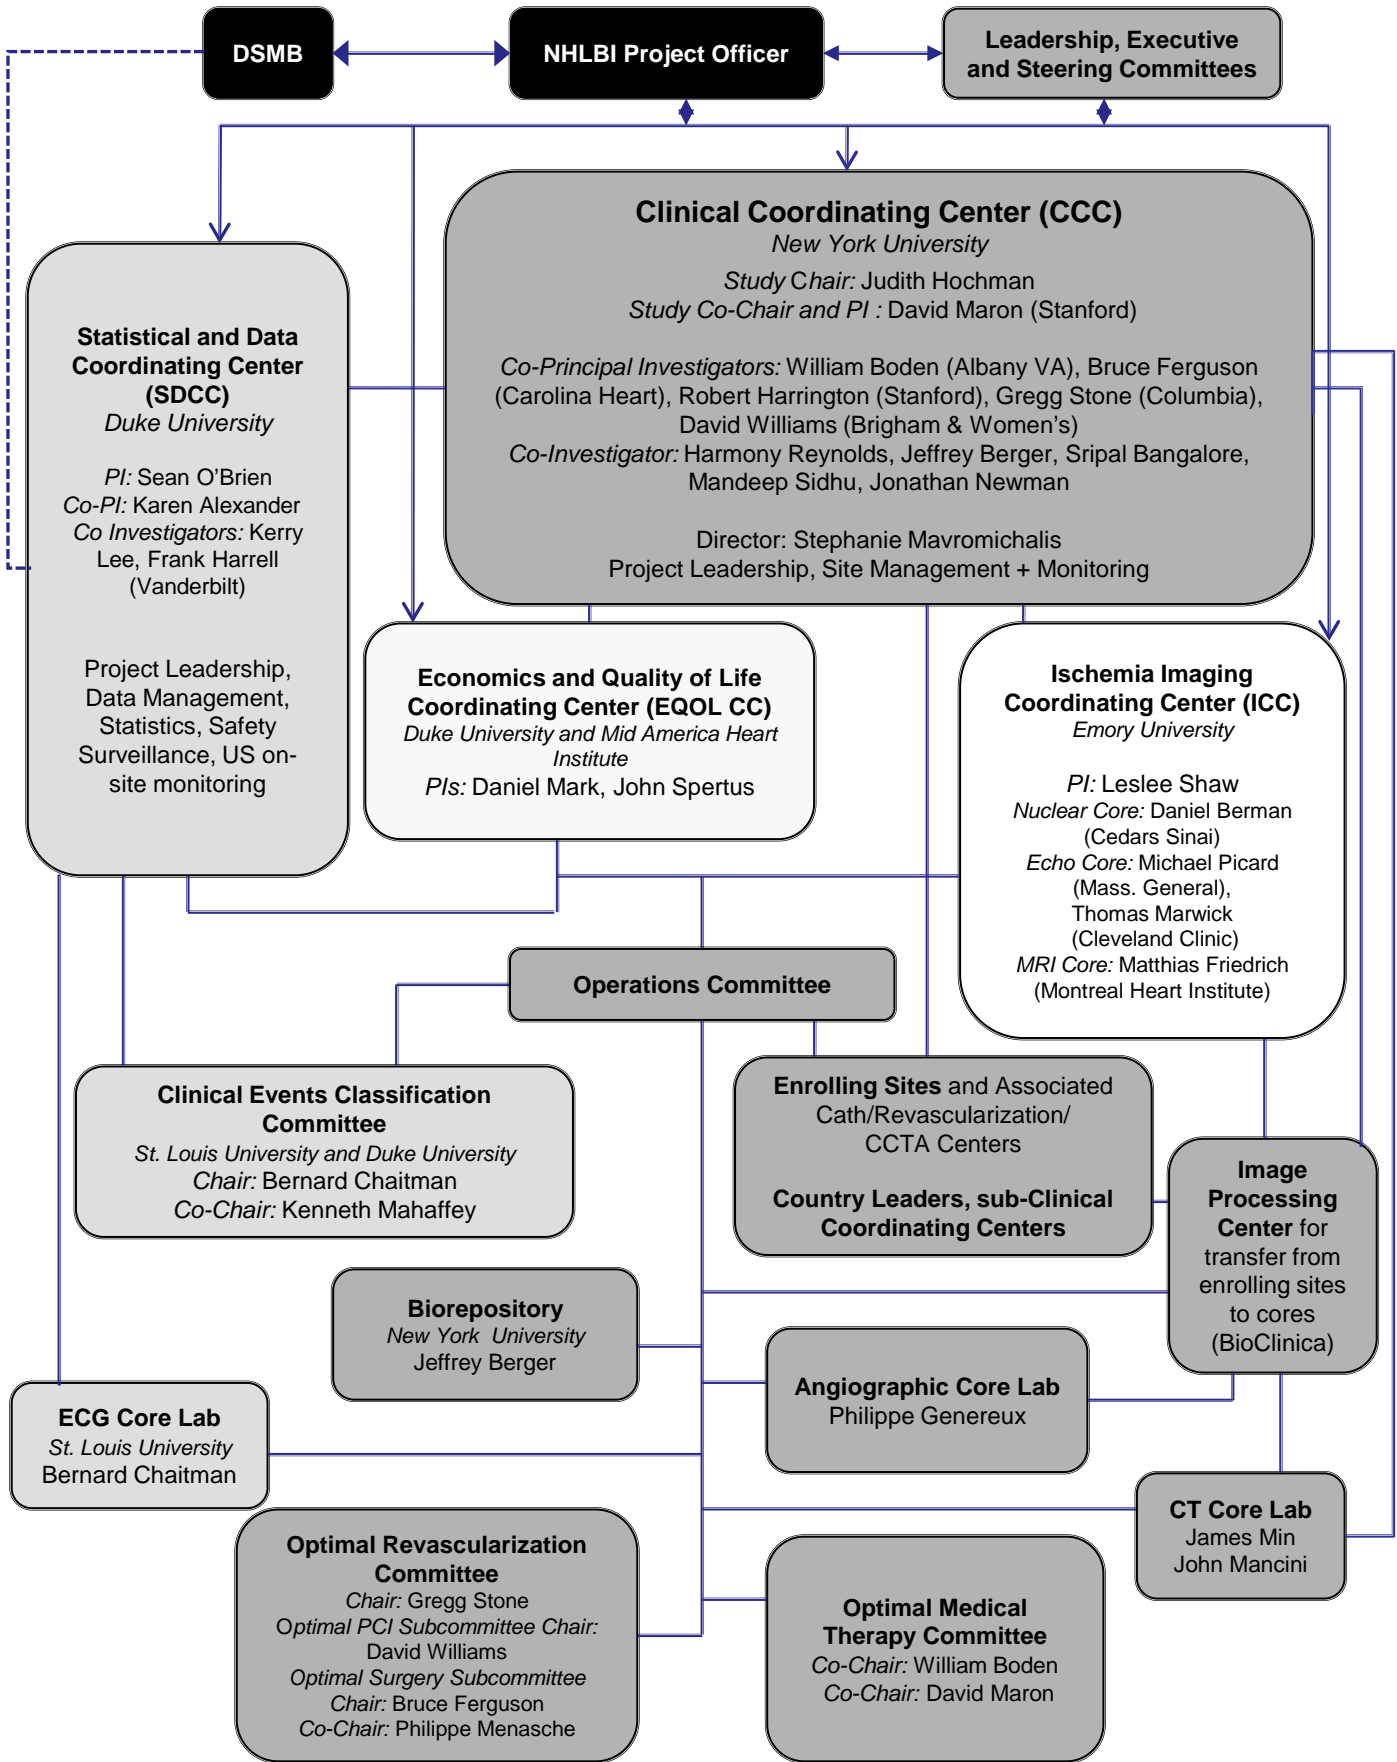 DSMB
NHLBI Project Officer
Leadership, Executive
and Steering Committees
Clinical Coordinating Center (CCC)
New York University
Study Chair: Judith Hochman
Study Co-Chair and PI : David Maron (Stanford)
Co-Principal Investigators: William Boden (Albany VA), Bruce Ferguson
(Carolina Heart), Robert Harrington (Stanford), Gregg Stone (Columbia),
David Williams (Brigham & Women's)
Co-Investigator: Harmony Reynolds, Jeffrey Berger, Sripal Bangalore,
Mandeep Sidhu, Jonathan Newman
Director: Stephanie Mavromichalis
Project Leadership, Site Management + Monitoring
Statistical and Data
Coordinating Center
(SDCC)
Duke University
PI: Sean O'Brien
Co-PI: Karen Alexander
Co Investigators: Kerry
Lee, Frank Harrell
(Vanderbilt)
Project Leadership,
Data Management,
Statistics, Safety
Surveillance, US on-
site monitoring
Economics and Quality of Life
Coordinating Center (EQOL CC)
Duke University and Mid America Heart
Institute
PIs: Daniel Mark, John Spertus
Ischemia Imaging
Coordinating Center (ICC)
Emory University
PI: Leslee Shaw
Nuclear Core: Daniel Berman
(Cedars Sinai)
Echo Core: Michael Picard
(Mass. General),
Thomas Marwick
(Cleveland Clinic)
MRI Core: Matthias Friedrich
(Montreal Heart Institute)
Operations Committee
Clinical Events Classification
Committee
St. Louis University and Duke University
Chair: Bernard Chaitman
Co-Chair: Kenneth Mahaffey
Enrolling Sites and Associated
Cath/Revascularization/
CCTA Centers
Country Leaders, sub-Clinical
Coordinating Centers
Image
Processing
Center for
transfer from
enrolling sites
to cores
(BioClinica)
Biorepository
New York University
Jeffrey Berger
Angiographic Core Lab
Philippe Genereux
ECG Core Lab
St. Louis University
Bernard Chaitman
CT Core Lab
James Min
John Mancini
Optimal Revascularization
Committee
Chair: Gregg Stone
Optimal PCI Subcommittee Chair:
David Williams
Optimal Surgery Subcommittee
Chair: Bruce Ferguson
Co-Chair: Philippe Menasche
Optimal Medical
Therapy Committee
Co-Chair: William Boden
Co-Chair: David Maron